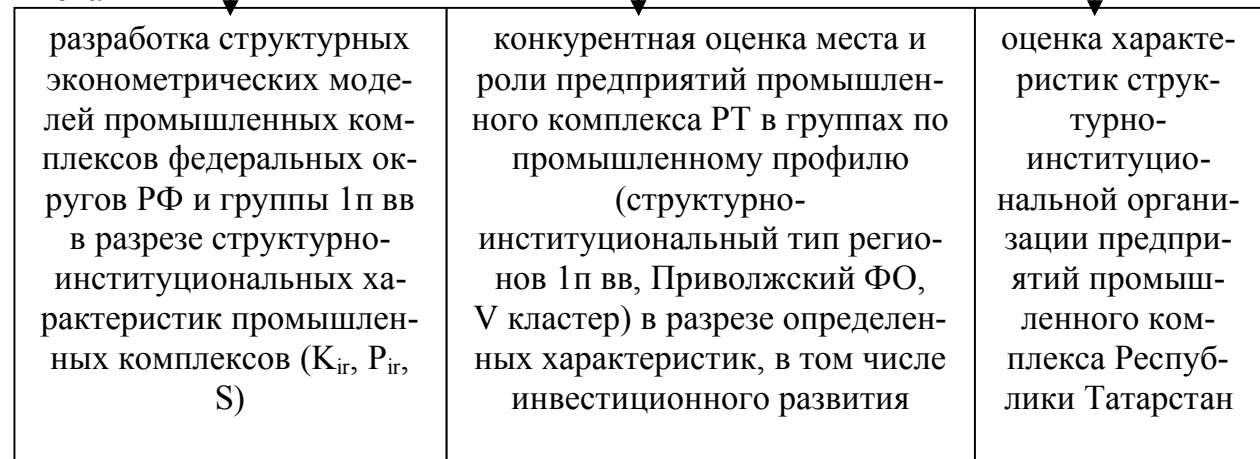 разработка структурных
эконометрических моде-
лей промышленных ком-
плексов федеральных ок-
ругов РФ и группы 1п вв
в разрезе структурно-
институциональных ха-
рактеристик промышлен-
ных комплексов (Kir, Pir,
S)
конкурентная оценка места и
роли предприятий промышлен-
ного комплекса РТ в группах по
промышленному профилю
(структурно-
институциональный тип регио-
нов 1п вв, Приволжский ФО,
V кластер) в разрезе определен-
ных характеристик, в том числе
инвестиционного развития
оценка характе-
ристик струк-
турно-
институцио-
нальной органи-
зации предпри-
ятий промыш-
ленного ком-
плекса Респуб-
лики Татарстан